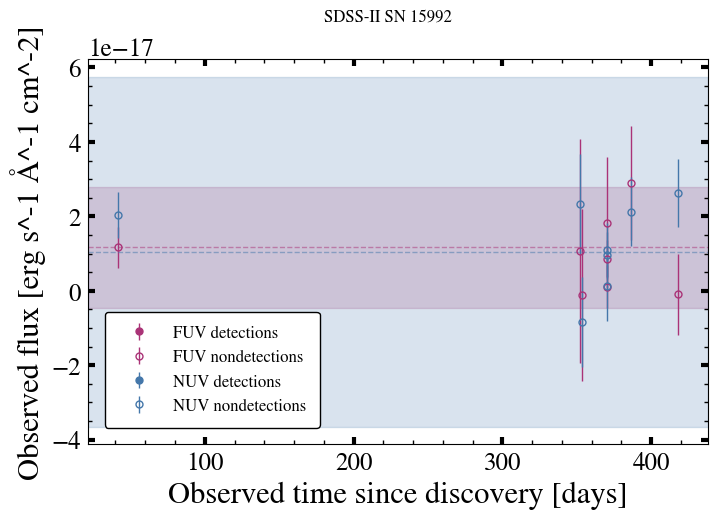 SDSS-II SN 15992
1e−17
Observed flux [erg s^-1 Å^-1 cm^-2]
6
4
2
0
−2
−4
FUV detections
FUV nondetections
NUV detections
NUV nondetections
100 200 300 400
Observed time since discovery [days]